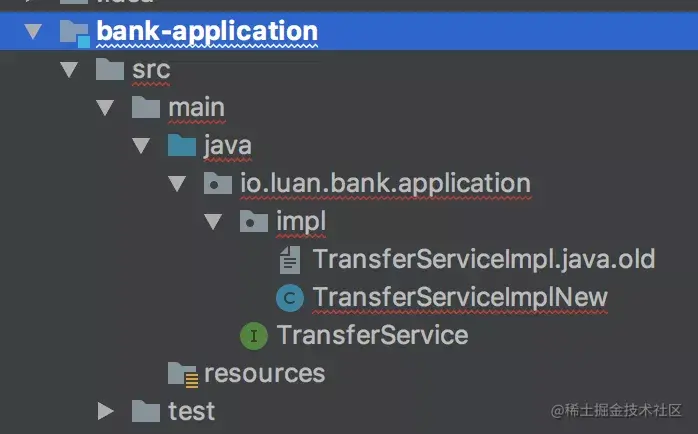 bank-application
src
main
java
io.luan.bank.application
impl
TransferServiceImpl.java.old
C TransferServiceImplNew
I TransferService
resources
test
@稀土掘金技术社区